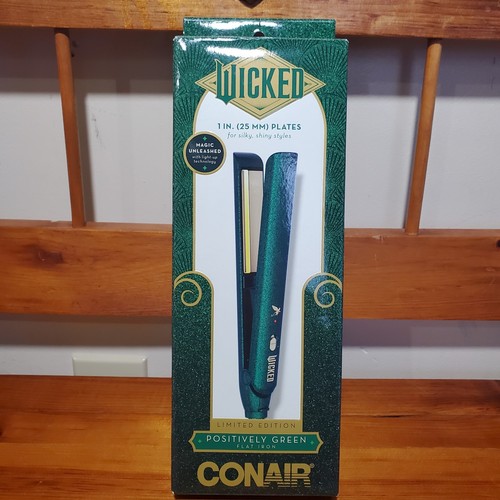 WICKED
1 IN. (25 MM) PLATES
for silky, shiny styles
MAGIC
UNLEASHED
with light-up
technology
WICKED
LIMITED EDITION
POSITIVELY GREEN
FLAT IRON
CONAIR